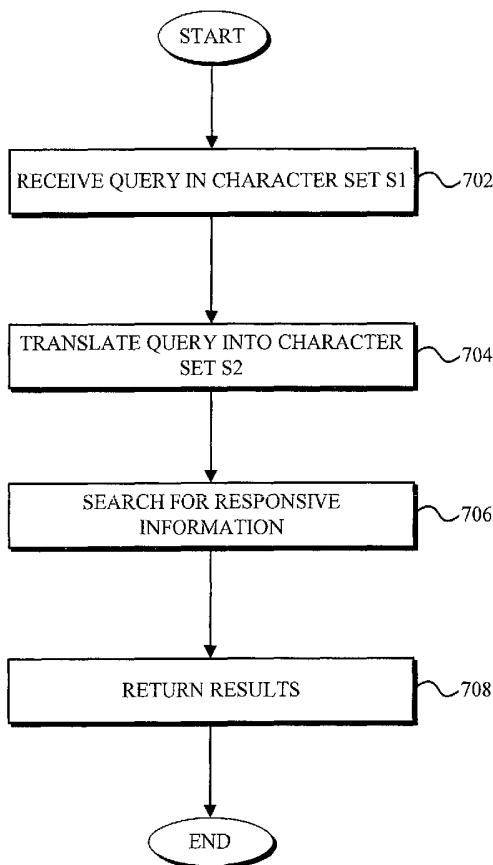 START
RECEIVE QUERY IN CHARACTER SET S1
702
TRANSLATE QUERY INTO CHARACTER
SET S2
704
SEARCH FOR RESPONSIVE
INFORMATION
706
RETURN RESULTS
708
END